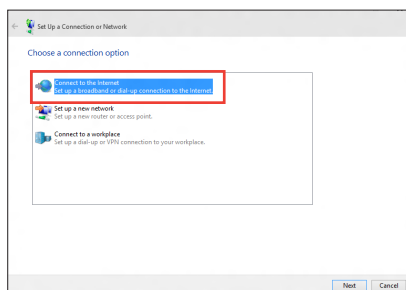 Set Up a Connection or Network
Choose a connection option
Connect to the Internet
Set up a broadband or dial-up connection to the Internet.
Set up a new network
Set up a new router or access point.
Connect to a workplace
Set up a dial-up or VPN connection to your workplace.
Next Cancel